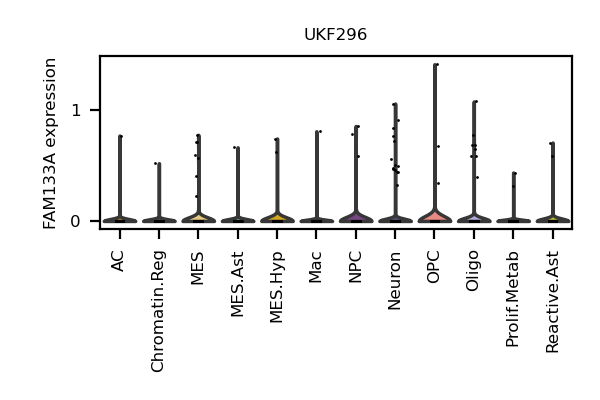 UKF296
FAM133A expression
1
0
AC
Chromatin.Reg
MES
MES.Ast
MES.Hyp
Mac
NPC
Neuron
OPC
Oligo
Prolif.Metab
Reactive.Ast